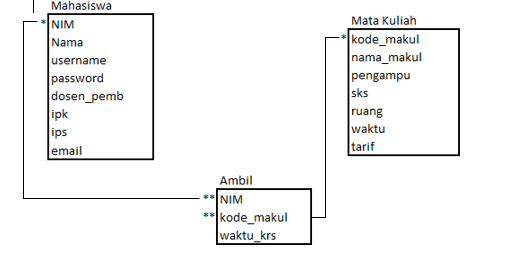 Mahasiswa
* NIM
Nama
username
password
dosen_pemb
ipk
ips
email
Mata Kuliah
* kode_makul
nama_makul
pengampu
sks
ruang
waktu
tarif
Ambil
** NIM
** kode_makul
waktu_krs